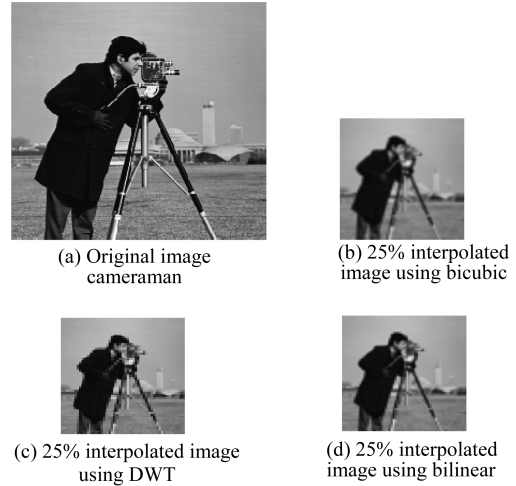 (a) Original image
cameraman
(b) 25% interpolated
image using bicubic
(c) 25% interpolated image
using DWT
(d) 25% interpolated
image using bilinear